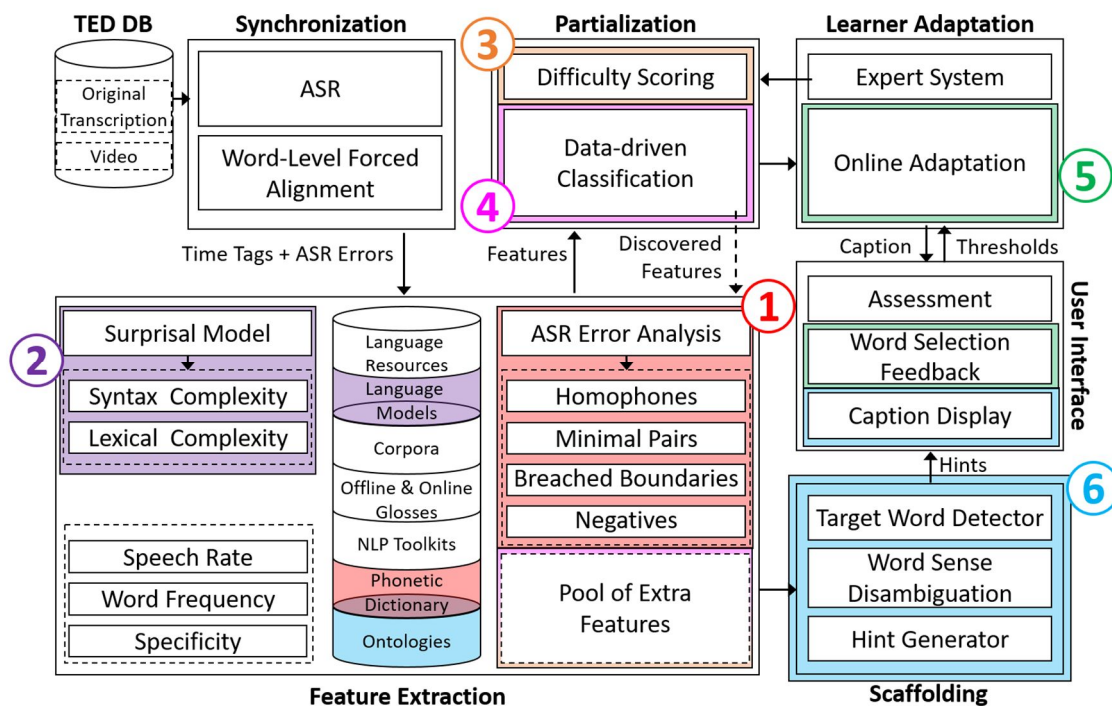 TED DB
Original
Transcription
Video
Synchronization
ASR
Word-Level Forced
Alignment
Time Tags + ASR Errors
Partialization
3
Difficulty Scoring
4
Data-driven
Classification
Features
Discovered
Features
Learner Adaptation
Expert System
Online Adaptation
5
Caption
Thresholds
User Interface
Assessment
Word Selection
Feedback
Caption Display
Hints
2
Surprisal Model
Syntax Complexity
Lexical Complexity
Speech Rate
Word Frequency
Specificity
Language
Resources
Language
Models
Corpora
Offline & Online
Glosses
NLP Toolkits
Phonetic
Dictionary
Ontologies
1
ASR Error Analysis
Homophones
Minimal Pairs
Breached Boundaries
Negatives
Pool of Extra
Features
Feature Extraction
6
Target Word Detector
Word Sense
Disambiguation
Hint Generator
Scaffolding